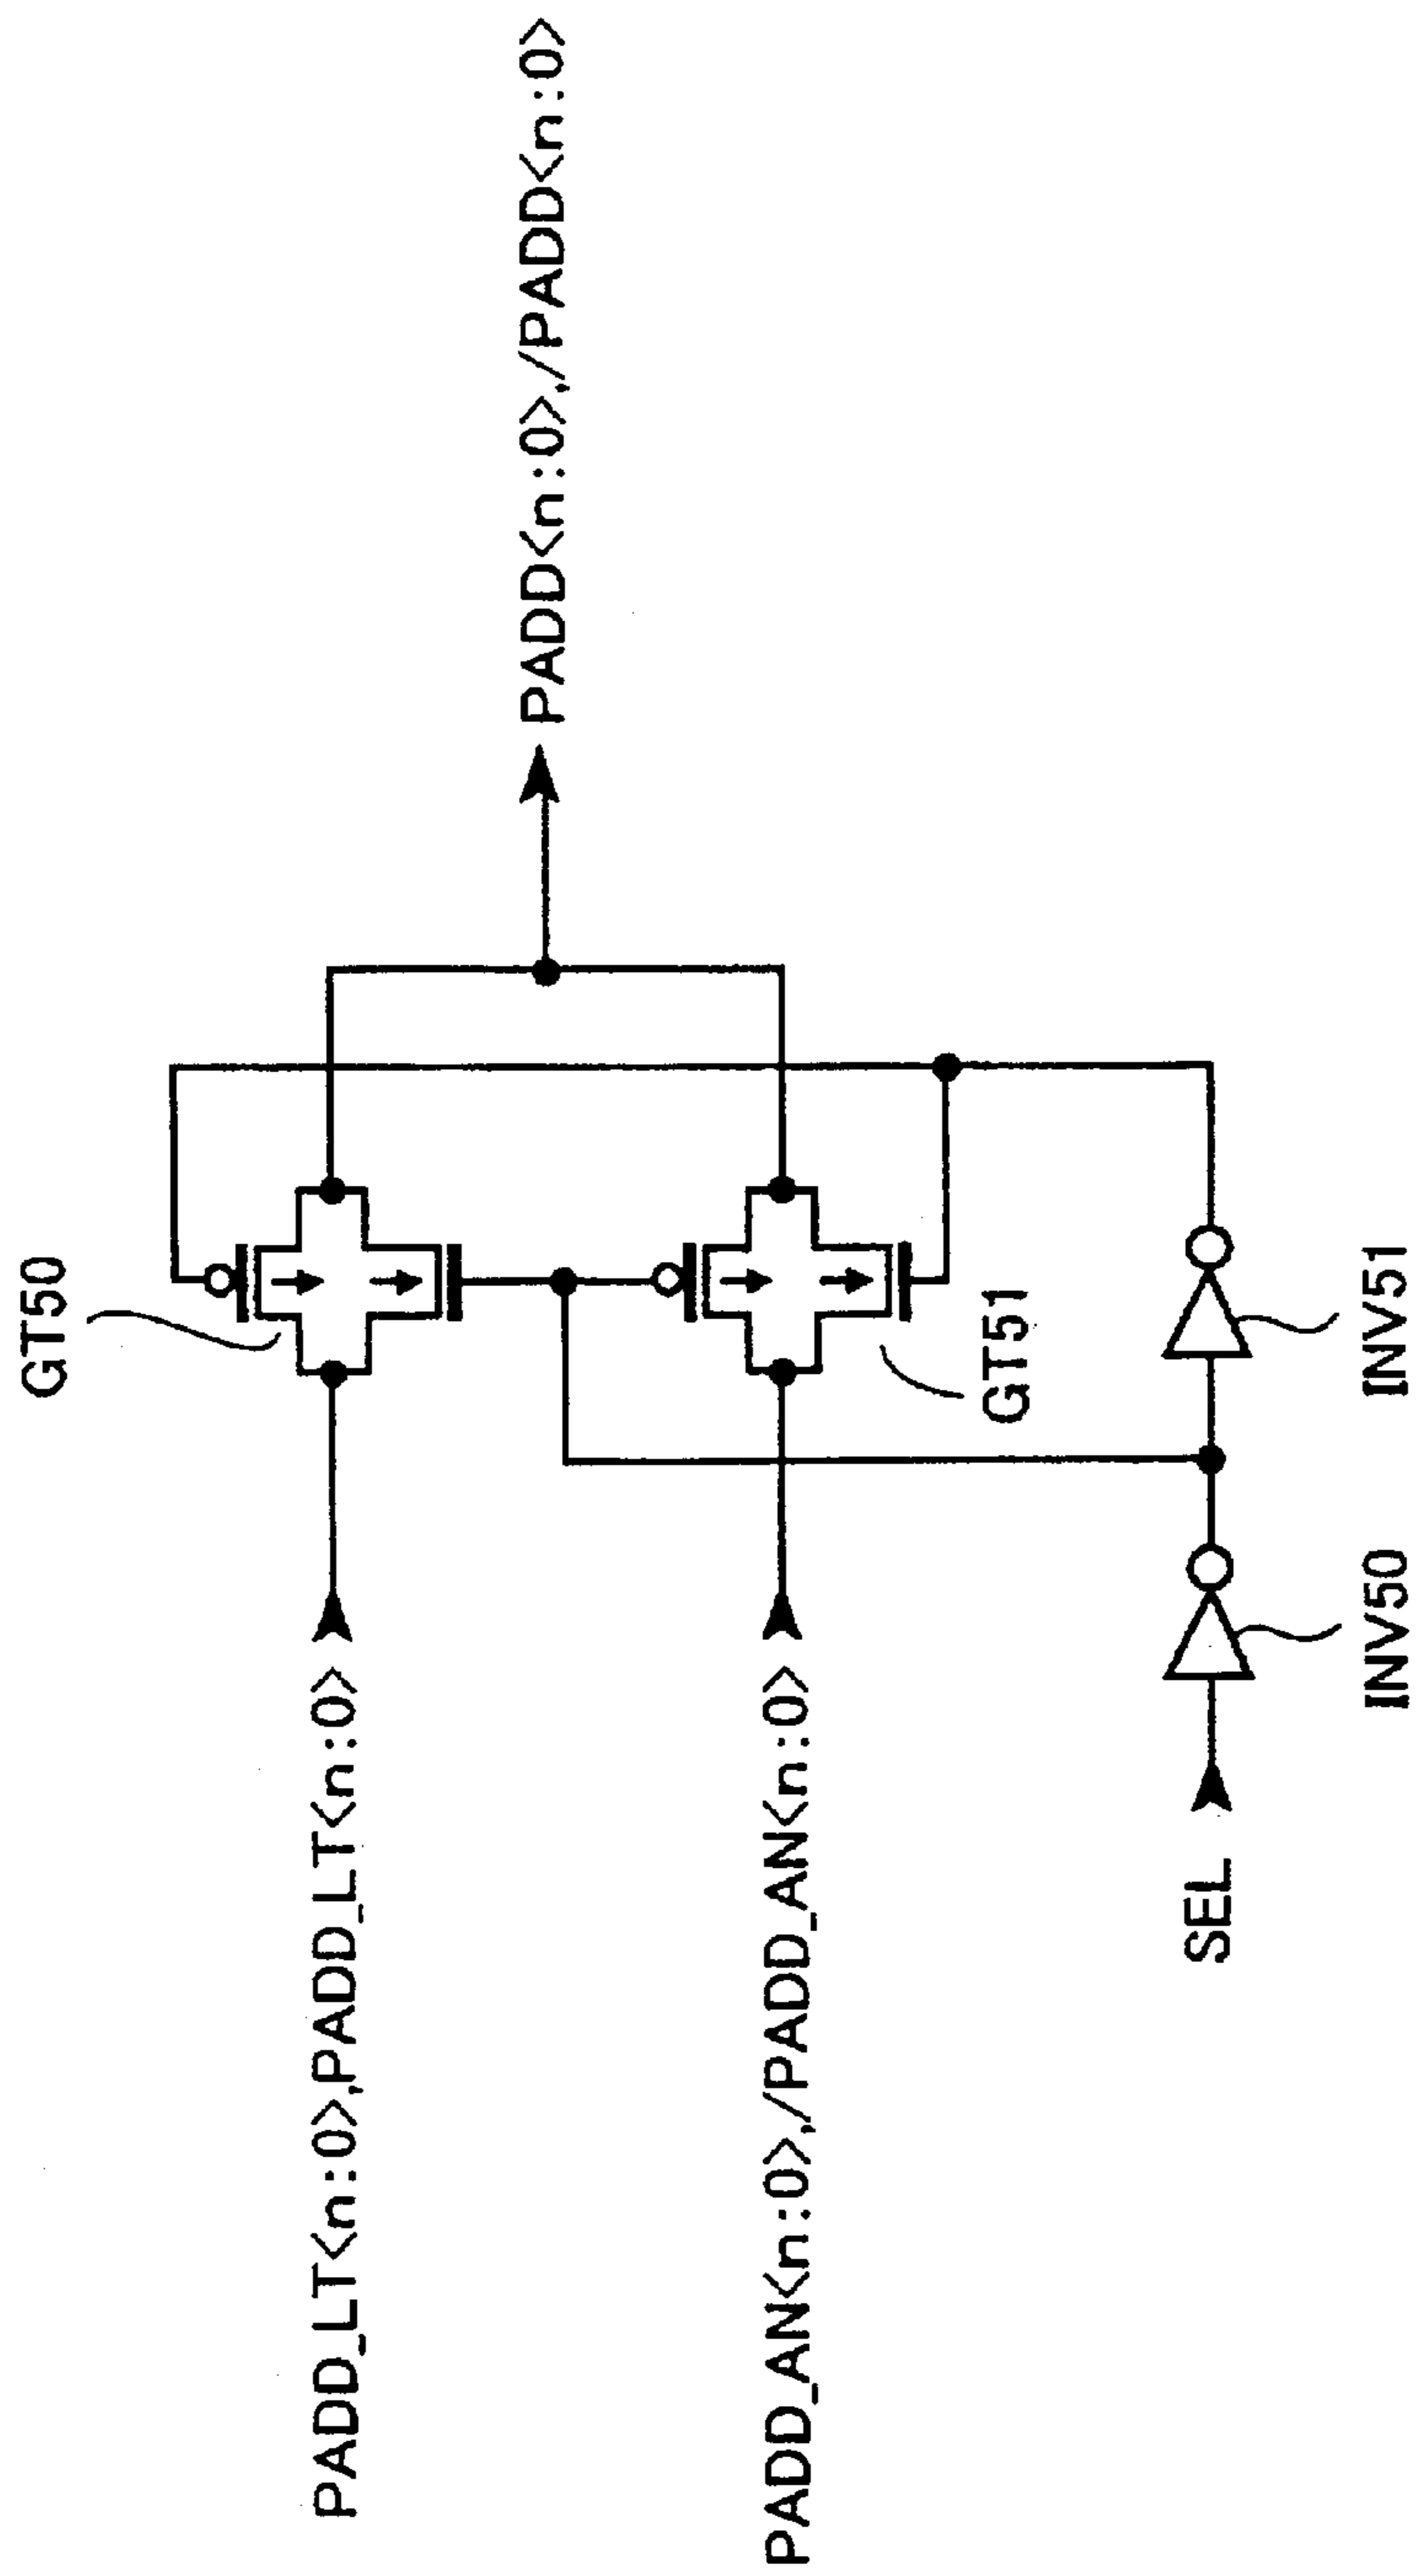 GT50
PADD_LT<n:0>,PADD_LT<n:0>
PADD<n:0>,/PADD<n:0>
PADD_AN<n:0>,/PADD_AN<n:0>
GT51
SEL
INV50
INV51